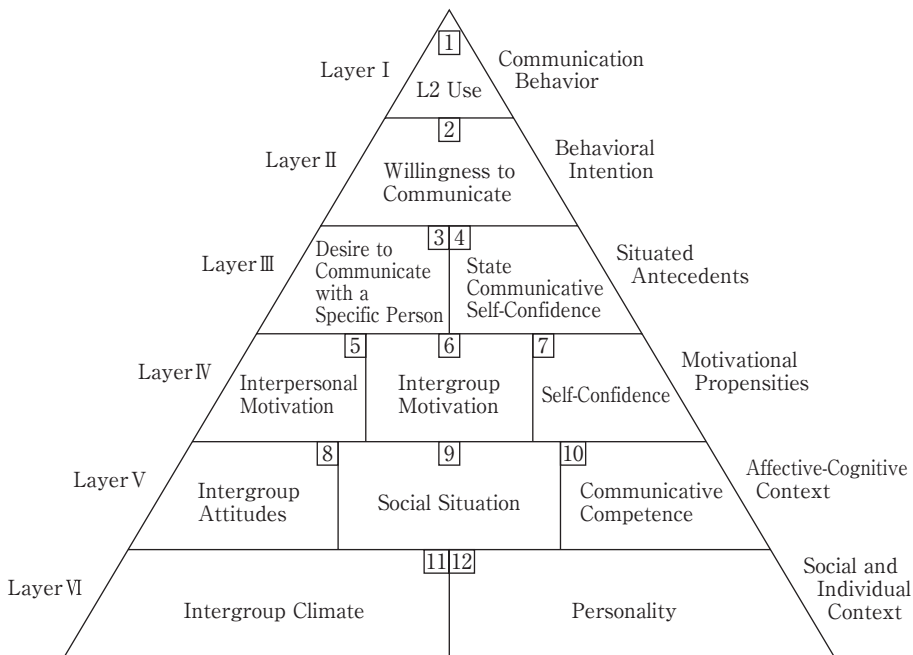 1
Layer Ⅰ
L2 Use
Communication
Behavior
2
Layer Ⅱ
Willingness to
Communicate
Behavioral
Intention
3 4
Layer Ⅲ
Desire to
Communicate
with a
Specific Person
State
Communicative
Self-Confidence
Situated
Antecedents
5 6 7
Layer Ⅳ
Interpersonal
Motivation
Intergroup
Motivation
Self-Confidence
Motivational
Propensities
8 9 10
Layer Ⅴ
Intergroup
Attitudes
Social Situation
Communicative
Competence
Affective-Cognitive
Context
11 12
Layer Ⅵ
Intergroup Climate
Personality
Social and
Individual
Context